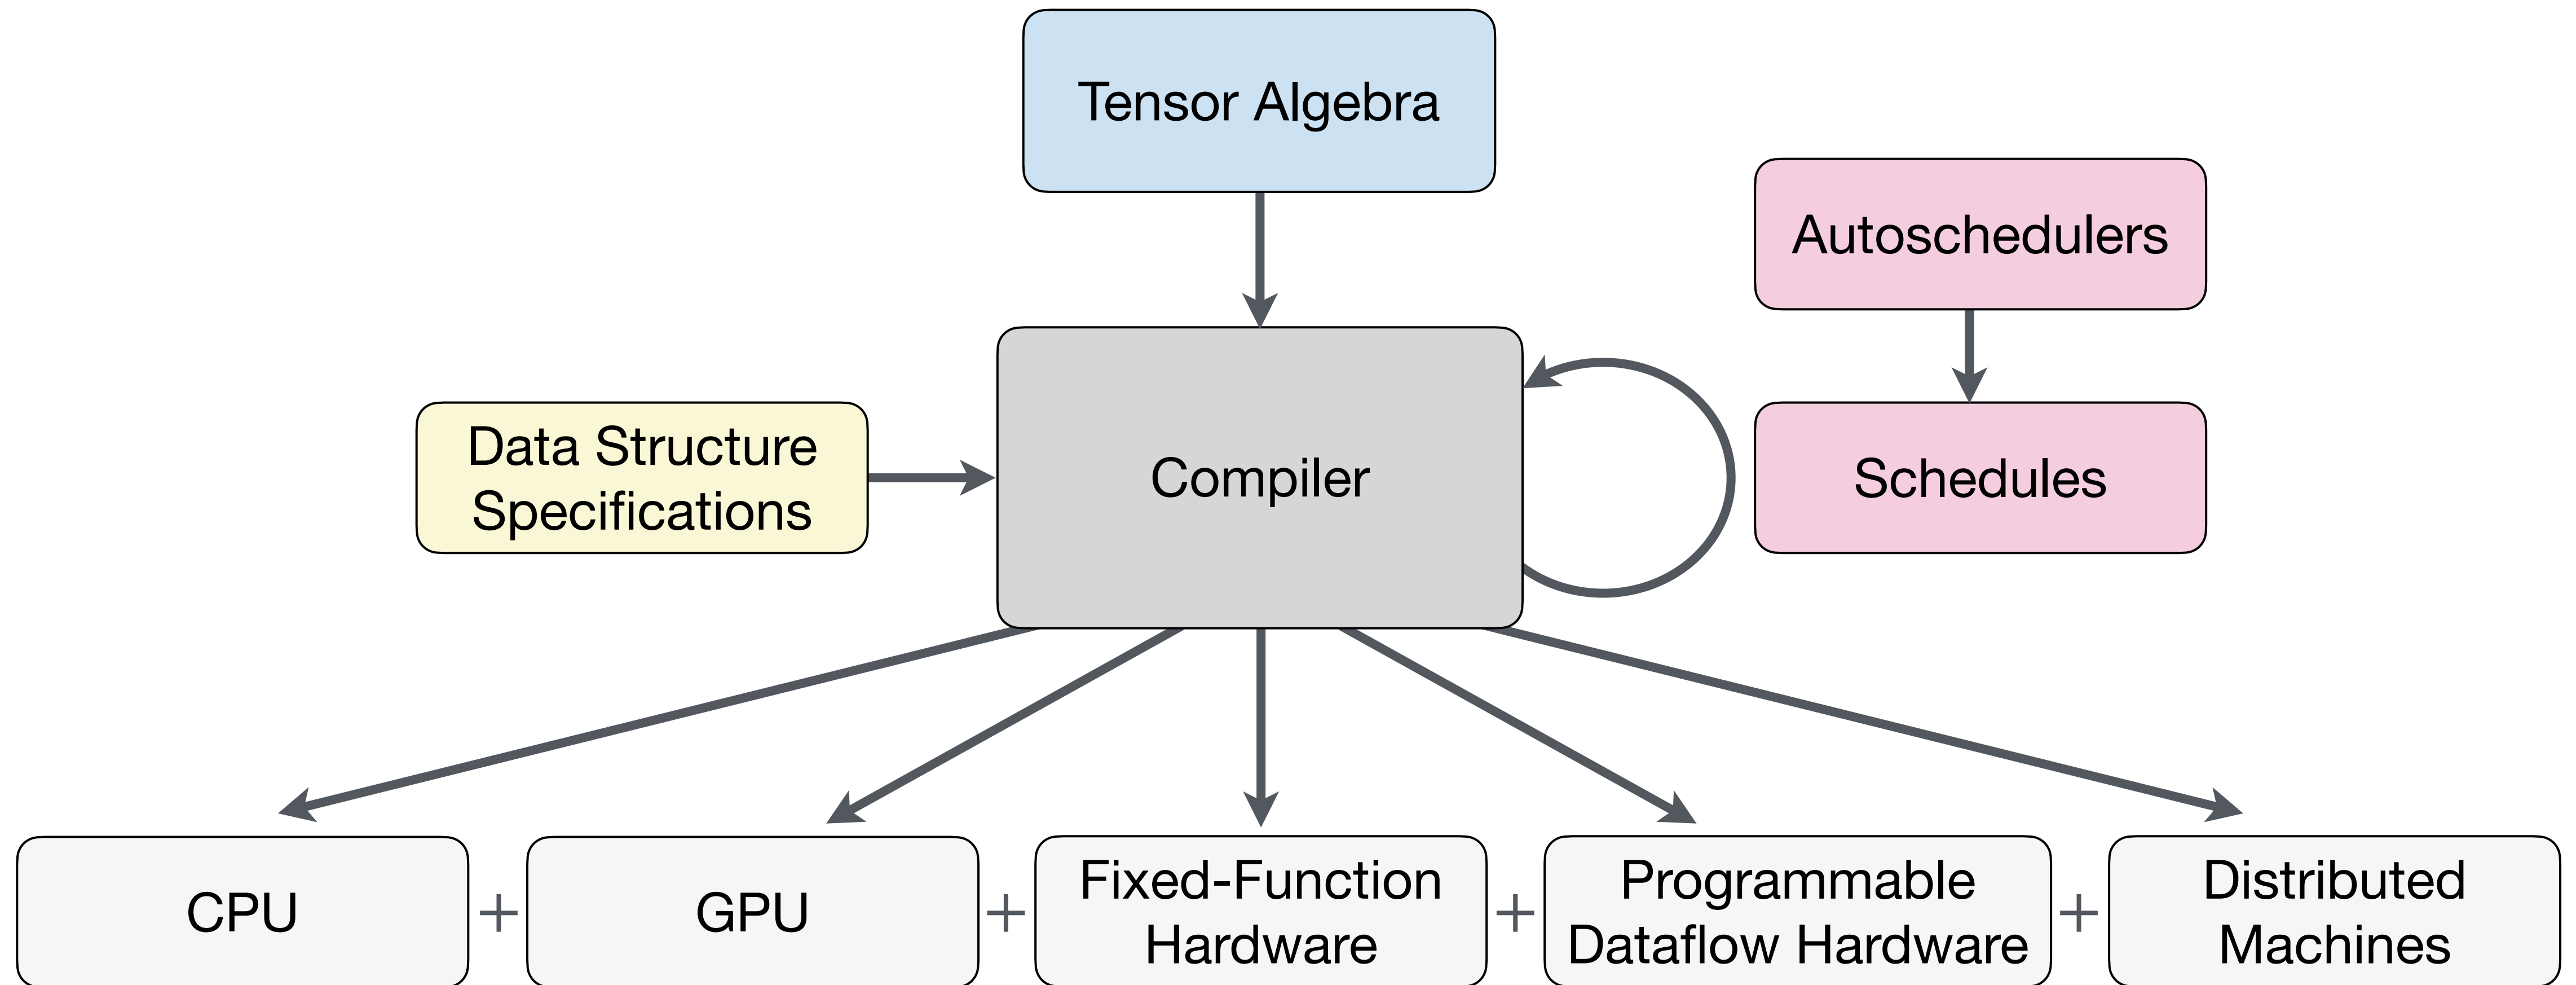 Tensor Algebra
Autoschedulers
Data Structure
Specifications
Compiler
Schedules
CPU
+
GPU
+
Fixed-Function
Hardware
+
Programmable
Dataflow Hardware
+
Distributed
Machines